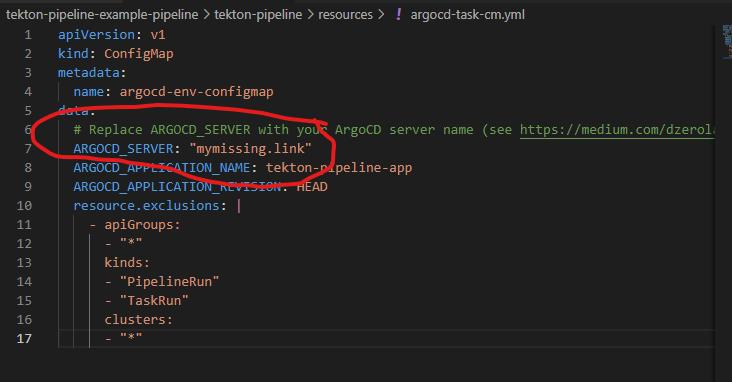 tekton-pipeline-example-pipeline > tekton-pipeline > resources > ! argocd-task-cm.yml
1 apiVersion: v1
2 kind: ConfigMap
3 metadata:
4 name: argocd-env-configmap
5 data:
6 # Replace ARGOCD_SERVER with your ArgoCD server name (see https://medium.com/dzerola
7 ARGOCD_SERVER: "mymissing.link"
8 ARGOCD_APPLICATION_NAME: tekton-pipeline-app
9 ARGOCD_APPLICATION_REVISION: HEAD
10 resource.exclusions: |
11 - apiGroups:
12 - "*"
13 kinds:
14 - "PipelineRun"
15 - "TaskRun"
16 clusters:
17 - "*"